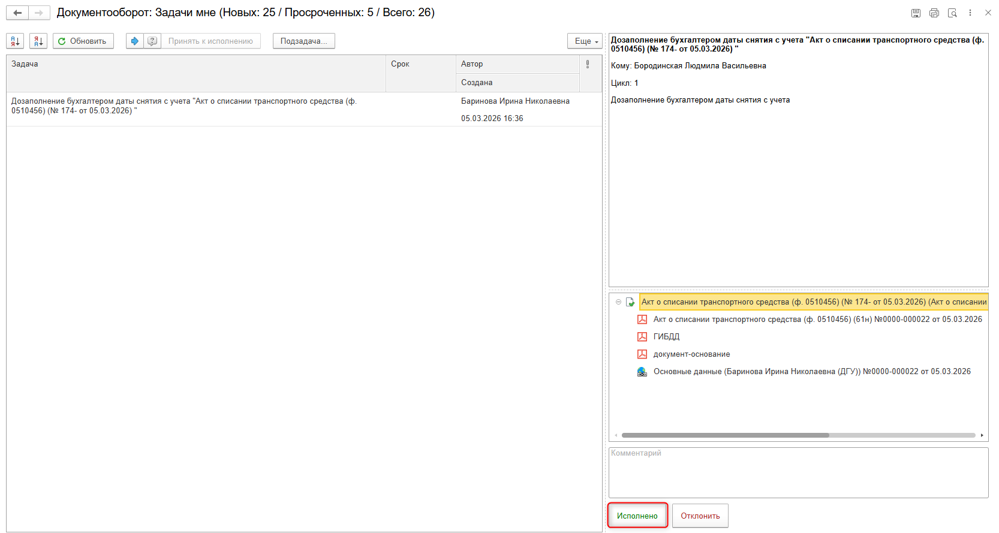 Документооборот: Задачи мне (Новых: 25 / Просроченных: 5 / Всего: 26)
Обновить
Принять к исполнению
Подзадача...
Еще
Задача
Срок
Автор
Создана
Дозаполнение бухгалтером даты снятия с учета "Акт о списании транспортного средства (ф.
0510456) (№ 174- от 05.03.2026) "
Баринова Ирина Николаевна
05.03.2026 16:36
Дозаполнение бухгалтером даты снятия с учета "Акт о списании транспортного средства (ф.
0510456) (№ 174- от 05.03.2026) "
Кому: Бородинская Людмила Васильевна
Цикл: 1
Дозаполнение бухгалтером даты снятия с учета
Акт о списании транспортного средства (ф. 0510456) (№ 174- от 05.03.2026) (Акт о списании
Акт о списании транспортного средства (ф. 0510456) (61н) №0000-000022 от 05.03.2026
ГИБДД
документ-основание
Основные данные (Баринова Ирина Николаевна (ДГУ)) №0000-000022 от 05.03.2026
Комментарий
Исполнено
Отклонить